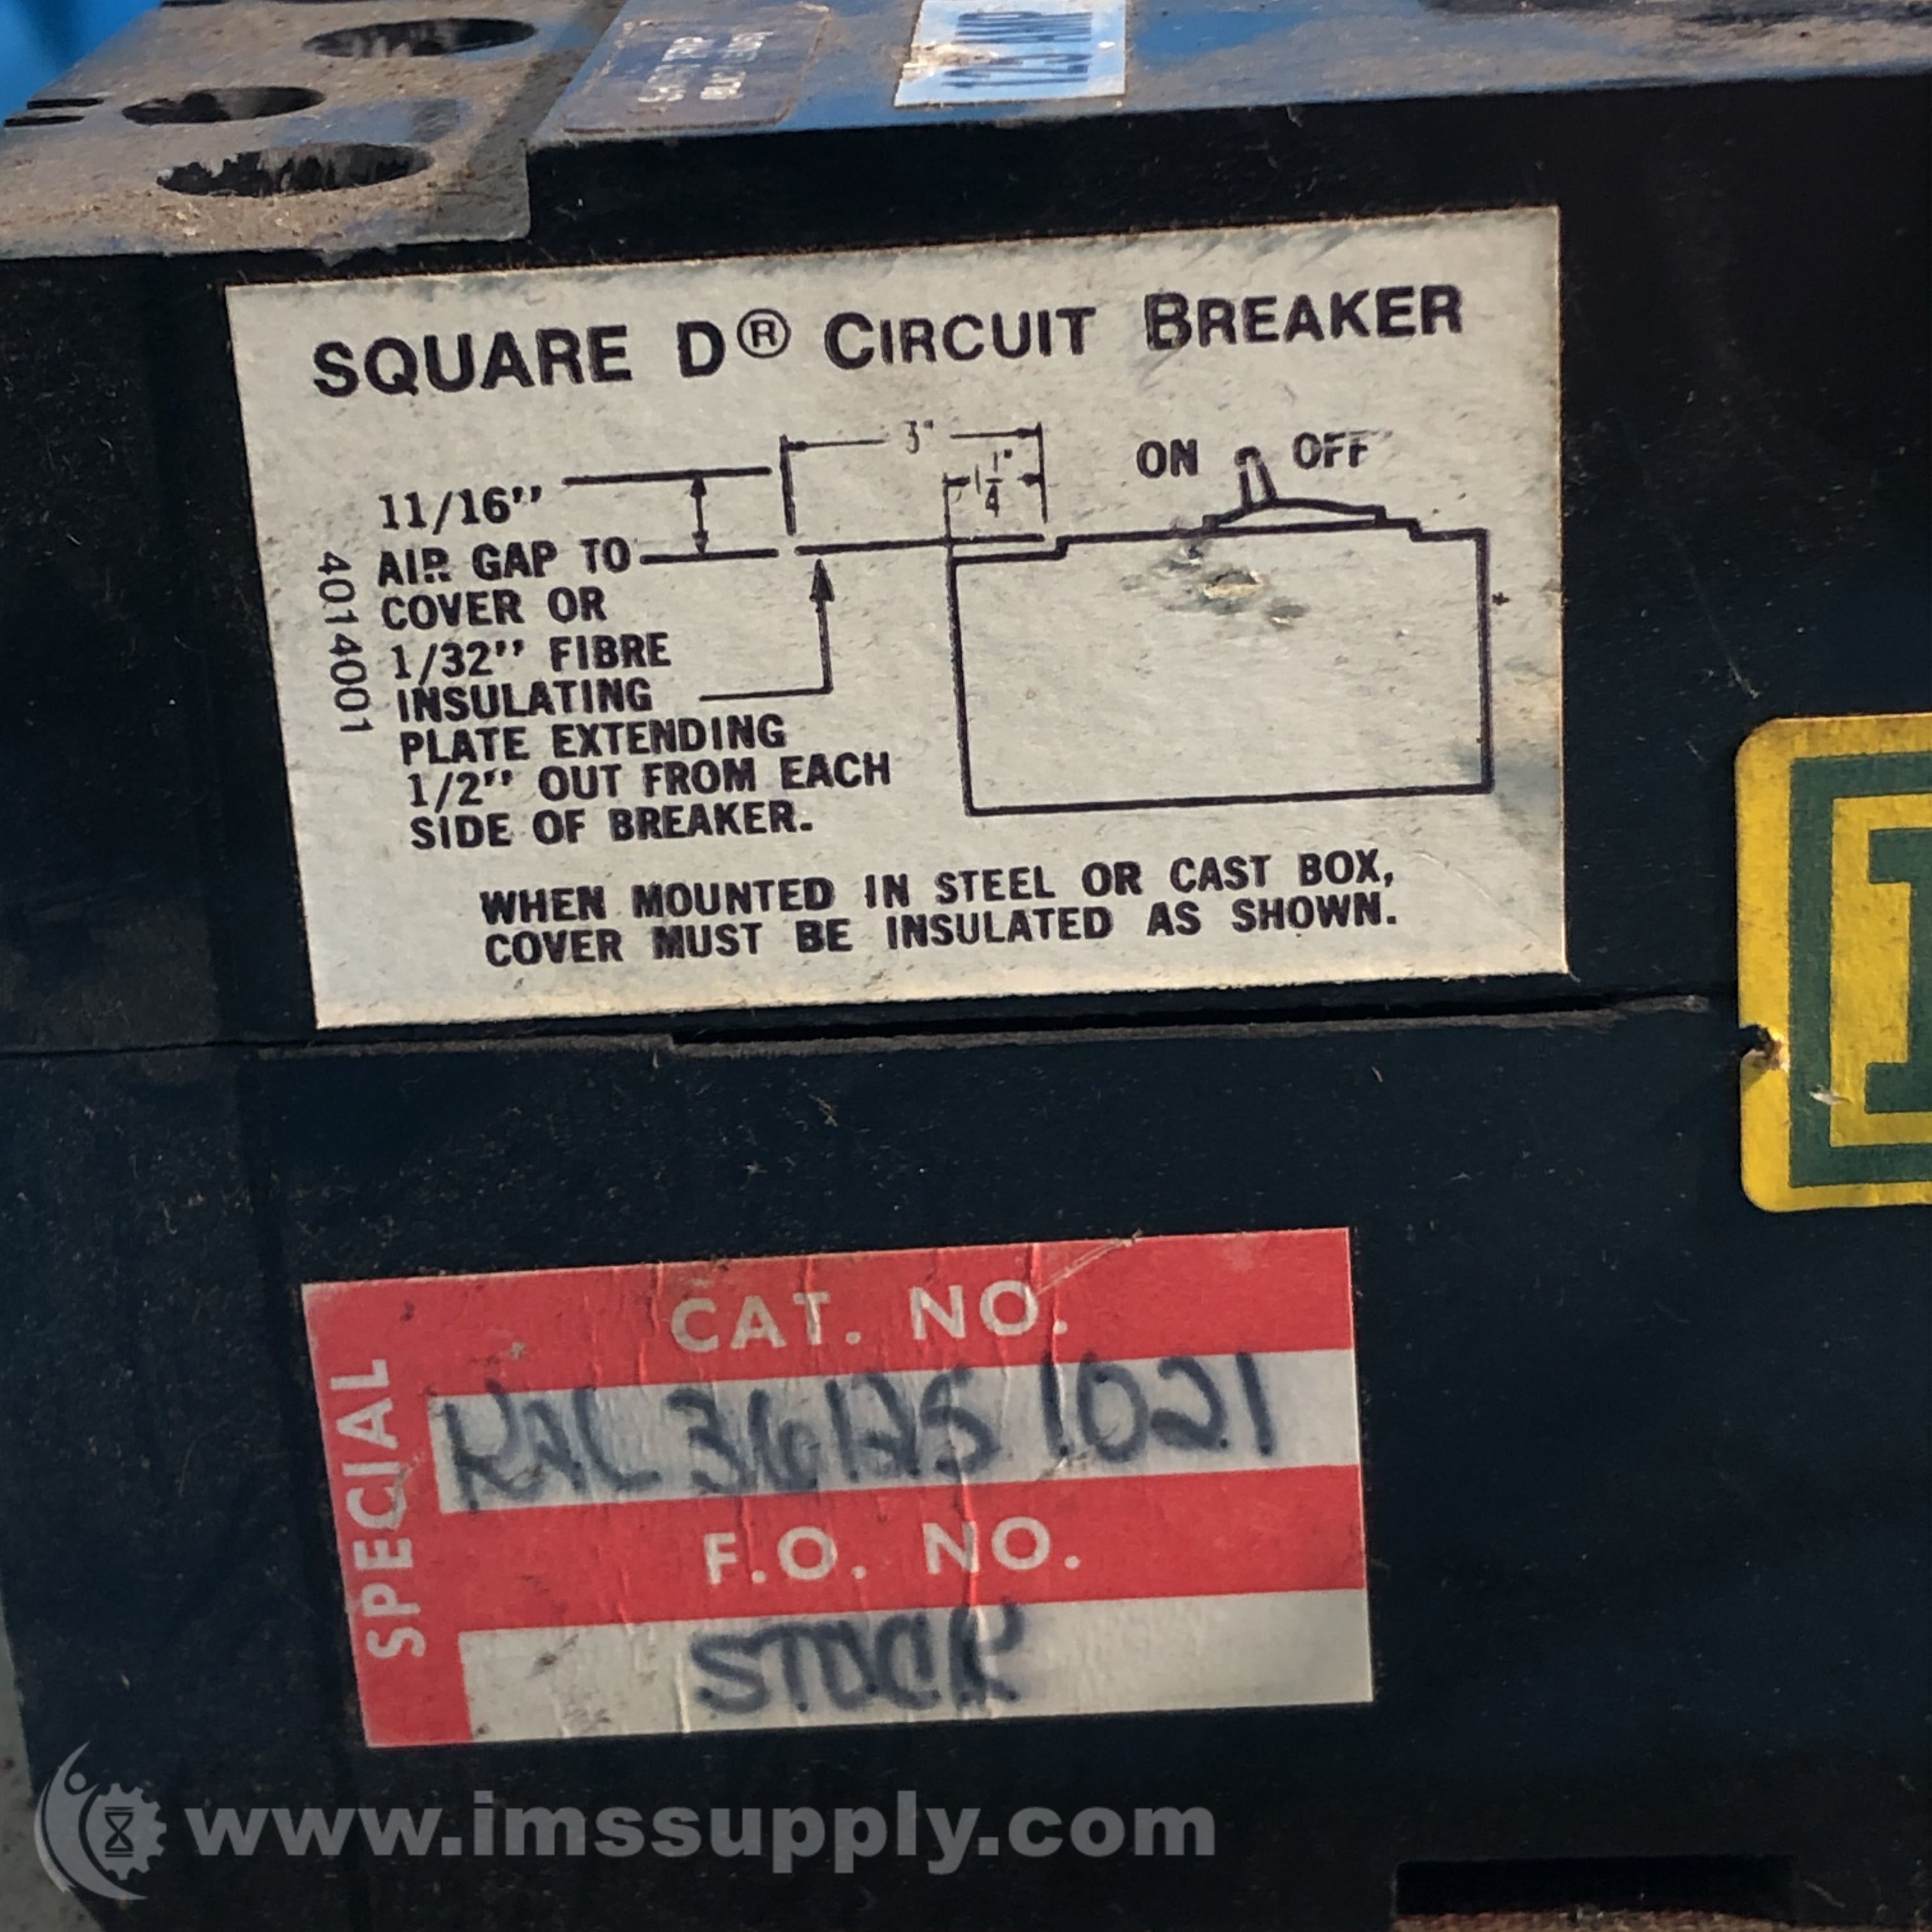 SQUARE D® CIRCUIT BREAKER
3"
1 1/4"
ON OFF
11/16"
AIR GAP TO
COVER OR
1/32" FIBRE
INSULATING
PLATE EXTENDING
1/2" OUT FROM EACH
SIDE OF BREAKER.
40140001
WHEN MOUNTED IN STEEL OR CAST BOX,
COVER MUST BE INSULATED AS SHOWN.
SPECIAL
CAT. NO.
1021
F.O. NO.
STOCK
www.imssupply.com